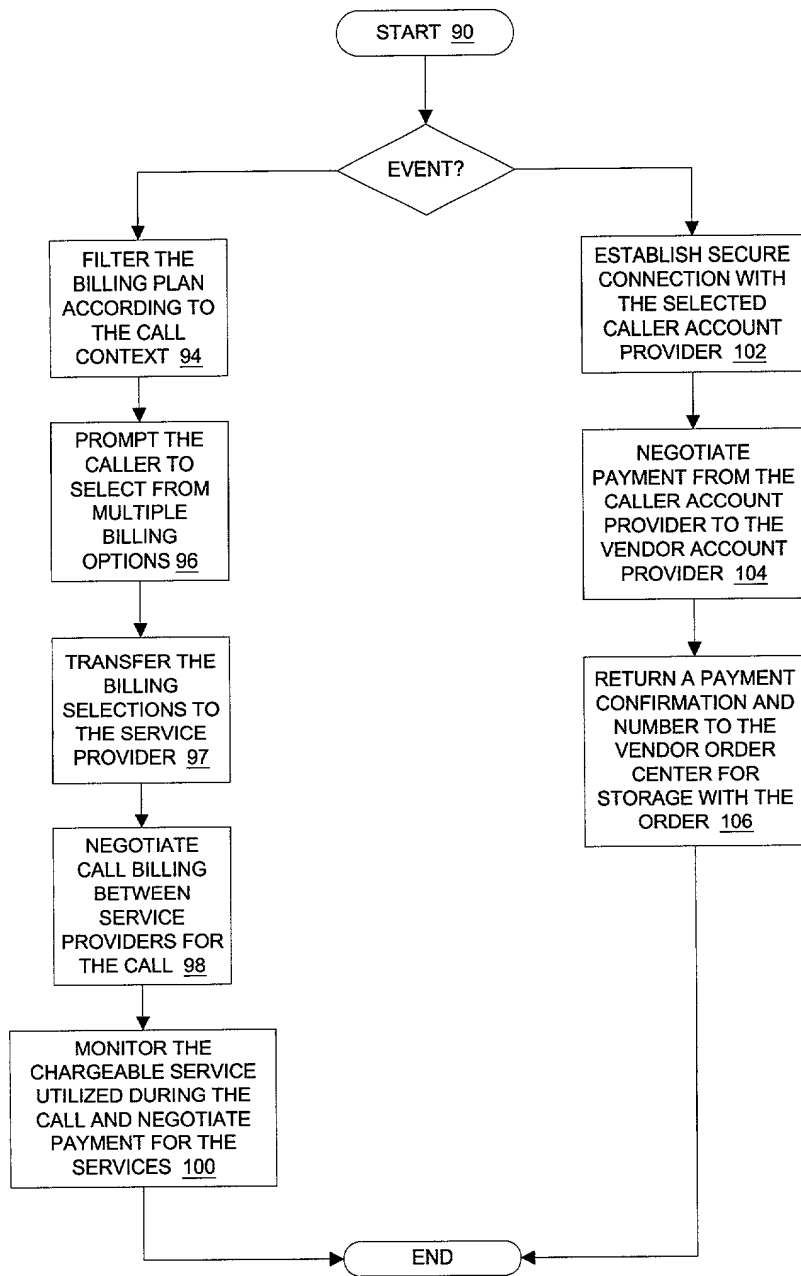 START 90
EVENT?
FILTER THE
BILLING PLAN
ACCORDING TO
THE CALL
CONTEXT 94
PROMPT THE
CALLER TO
SELECT FROM
MULTIPLE
BILLING
OPTIONS 96
TRANSFER THE
BILLING
SELECTIONS TO
THE SERVICE
PROVIDER 97
NEGOTIATE
CALL BILLING
BETWEEN
SERVICE
PROVIDERS FOR
THE CALL 98
MONITOR THE
CHARGEABLE SERVICE
UTILIZED DURING THE
CALL AND NEGOTIATE
PAYMENT FOR THE
SERVICES 100
ESTABLISH SECURE
CONNECTION WITH
THE SELECTED
CALLER ACCOUNT
PROVIDER 102
NEGOTIATE
PAYMENT FROM THE
CALLER ACCOUNT
PROVIDER TO THE
VENDOR ACCOUNT
PROVIDER 104
RETURN A PAYMENT
CONFIRMATION AND
NUMBER TO THE
VENDOR ORDER
CENTER FOR
STORAGE WITH THE
ORDER 106
END